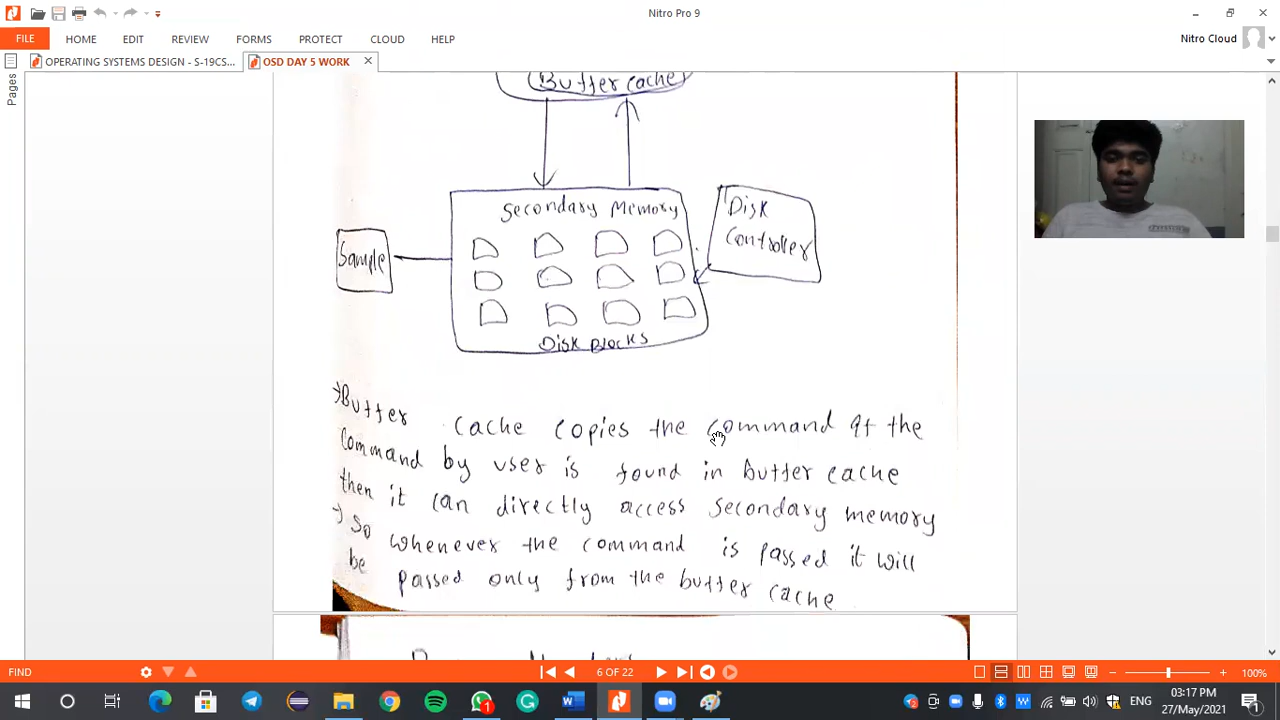 Nitro Pro 9
FILE HOME EDIT REVIEW FORMS PROTECT CLOUD HELP
Nitro Cloud
OPERATING SYSTEMS DESIGN - S-19CS...
OSD DAY 5 WORK
Pages
Buffer cache
Secondary Memory
Disk
Controller
Sample
Disk Blocks
→ Buffer cache copies the command of the
command by user is found in buffer cache
then it can directly access secondary memory
→ So whenever the command is passed it will
be passed only from the buffer cache
FIND
6 OF 22
100%
ENG
03:17 PM
27/May/2021